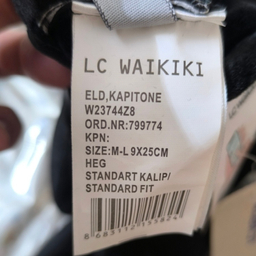 LC WAIKIKI
ELD,KAPITONE
W23744Z8
ORD.NR:799774
KPN:
SIZE:M-L 9X25CM
HEG
STANDART KALIP/
STANDARD FIT